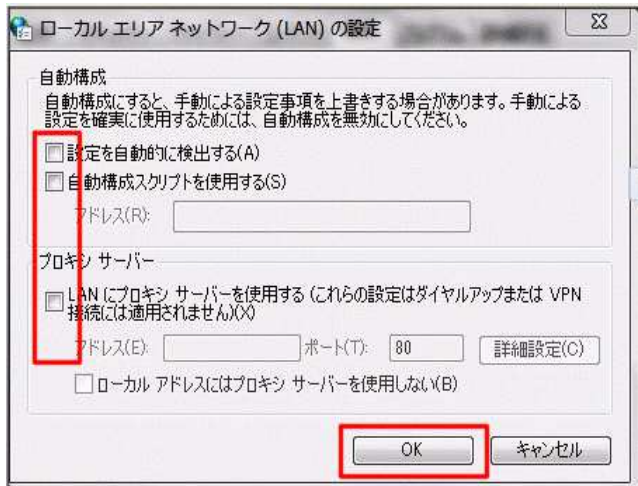 ローカル エリア ネットワーク (LAN) の設定
自動構成
自動構成にすると、手動による設定事項を上書きする場合があります。手動による
設定を確実に使用するためには、自動構成を無効にしてください。
設定を自動的に検出する(A)
自動構成スクリプトを使用する(S)
アドレス(R):
プロキシ サーバー
LAN にプロキシ サーバーを使用する (これらの設定はダイヤルアップまたは VPN
接続には適用されません)(X)
アドレス(E): ポート(T): 80 詳細設定(C)
ローカル アドレスにはプロキシ サーバーを使用しない(B)
OK キャンセル